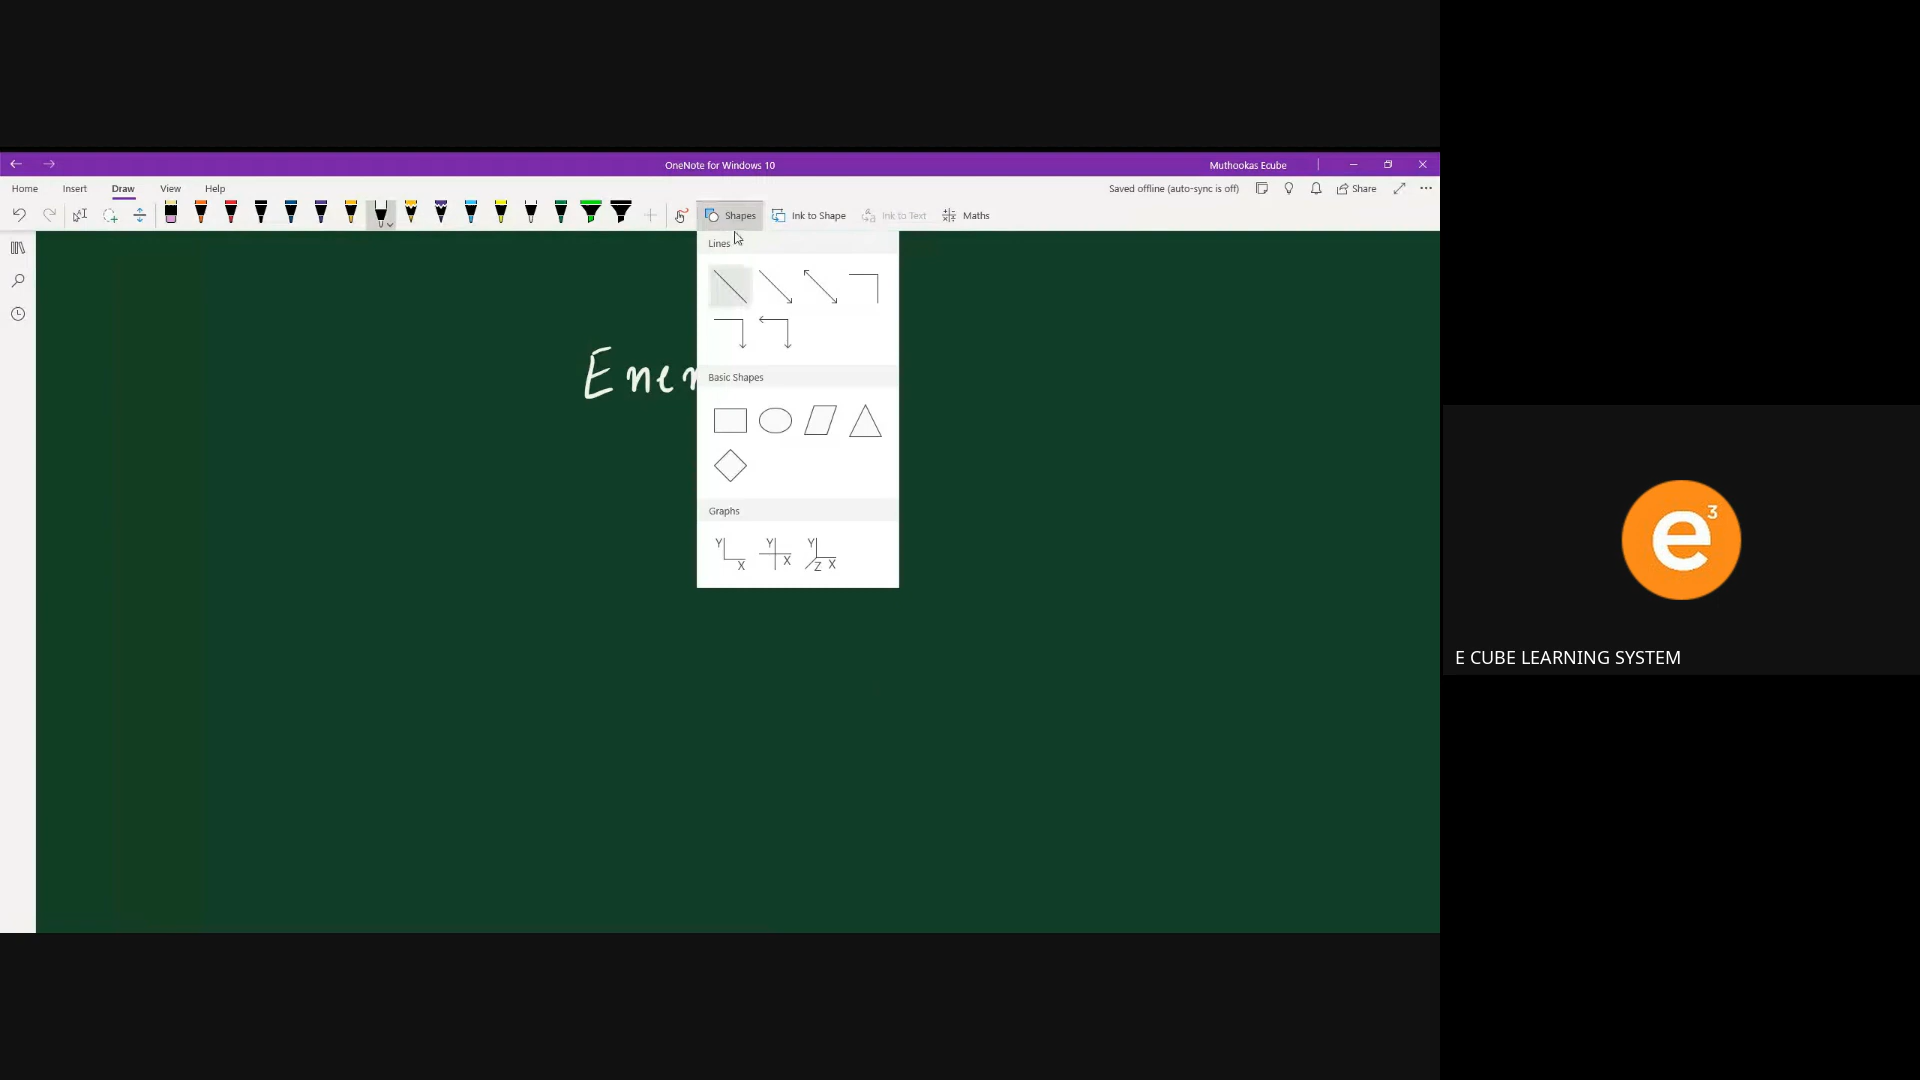 OneNote for Windows 10
Muthookas Ecube
Home Insert Draw View Help
Saved offline (auto-sync is off)
Share
Shapes
Ink to Shape
Ink to Text
Maths
Lines
Ener
Basic Shapes
Graphs
Y X
Y X
Y Z X
e3
E CUBE LEARNING SYSTEM